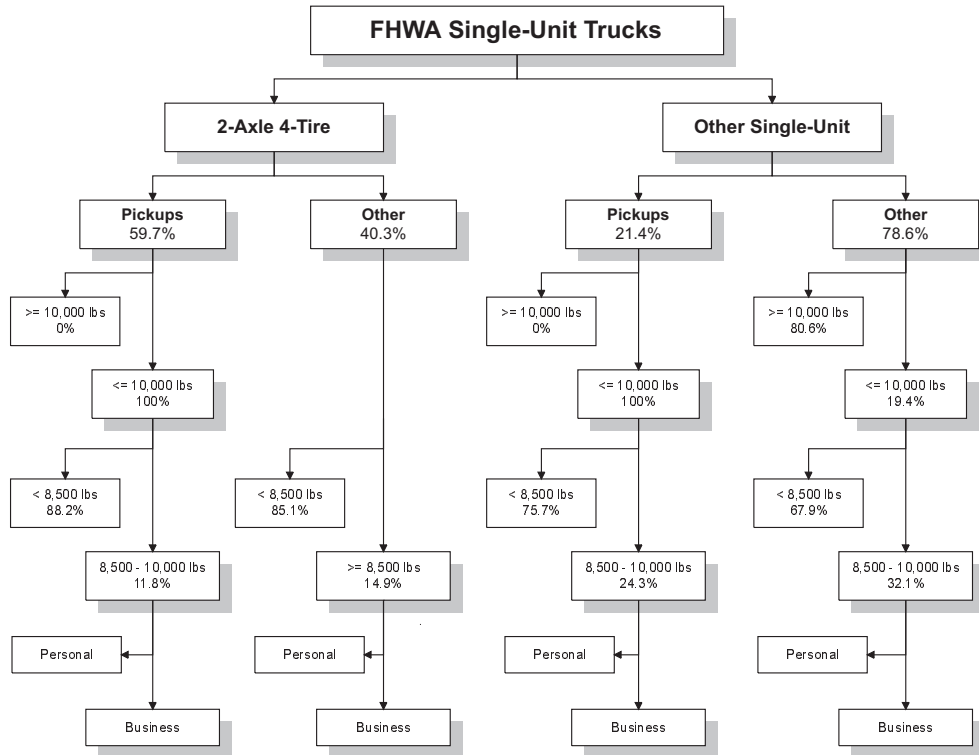 FHWA Single-Unit Trucks
2-Axle 4-Tire
Other Single-Unit
Pickups
59.7%
Other
40.3%
Pickups
21.4%
Other
78.6%
>= 10,000 lbs
0%
>= 10,000 lbs
0%
>= 10,000 lbs
80.6%
<= 10,000 lbs
100%
<= 10,000 lbs
100%
<= 10,000 lbs
19.4%
< 8,500 lbs
88.2%
< 8,500 lbs
85.1%
< 8,500 lbs
75.7%
< 8,500 lbs
67.9%
8,500 - 10,000 lbs
11.8%
>= 8,500 lbs
14.9%
8,500 - 10,000 lbs
24.3%
8,500 - 10,000 lbs
32.1%
Personal
Personal
Personal
Personal
Business
Business
Business
Business